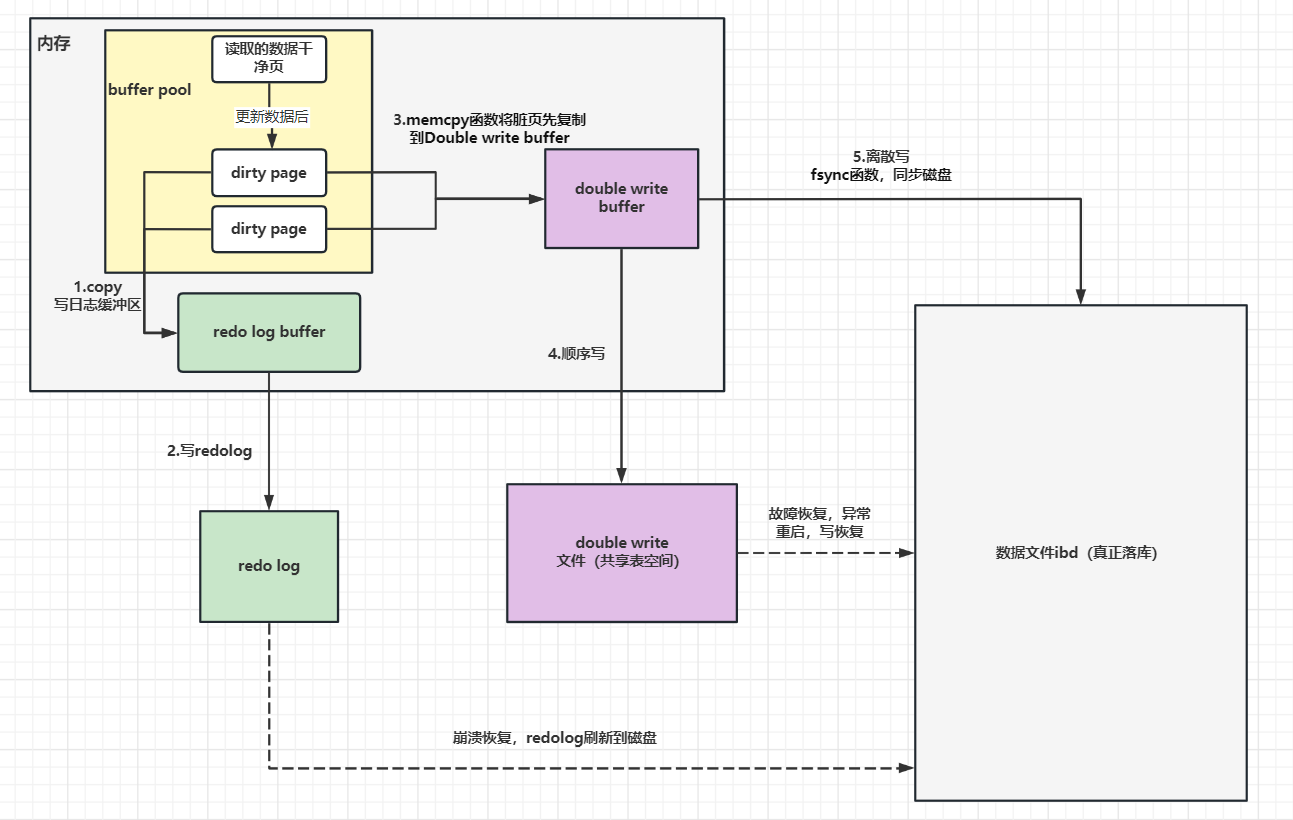 内存
读取的数据干
净页
buffer pool
更新数据后
3.memcpy函数将脏页先复制
到Double write buffer
5.离散写
fsync函数，同步磁盘
dirty page
double write
buffer
dirty page
1.copy
写日志缓冲区
redo log buffer
4.顺序写
2.写redolog
故障恢复，异常
重启，写恢复
double write
文件（共享表空间）
数据文件ibd（真正落库）
redo log
崩溃恢复，redolog刷新到磁盘